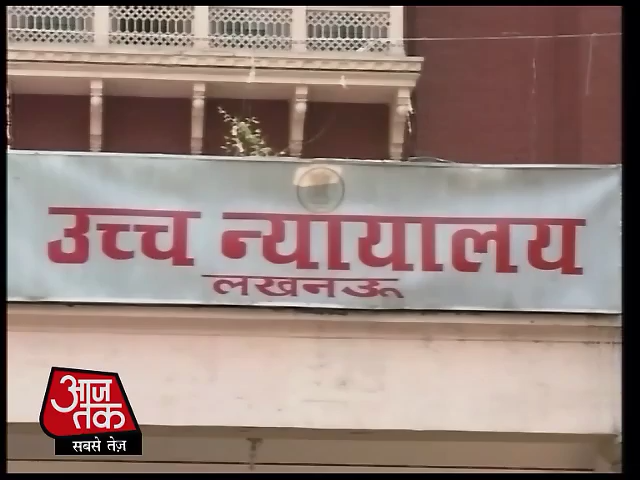 उच्च न्यायालय
लखनऊ
आज
तक
सबसे तेज़